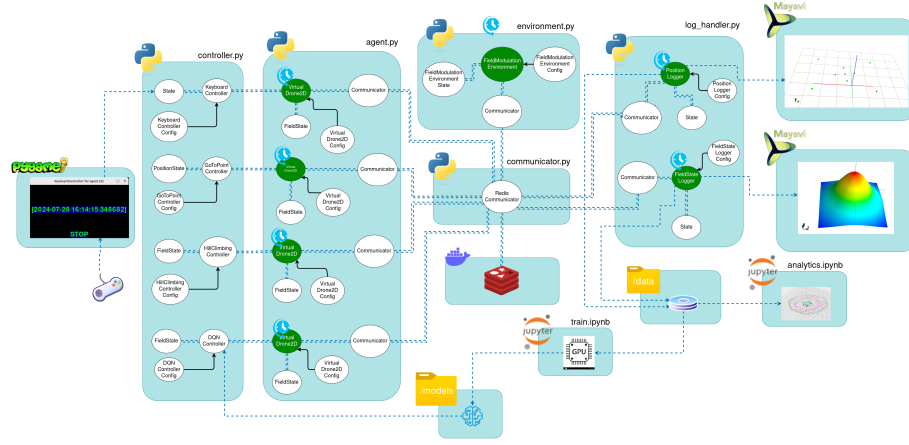 controller.py
agent.py
environment.py
log_handler.py
Mayavi
State
Keyboard
Controller
Keyboard
Controller
Config
PositionState
GoToPoint
Controller
GoToPoint
Controller
Config
FieldState
HillClimbing
Controller
HillClimbing
Controller
Config
FieldState
DQN
Controller
DQN
Controller
Config
Virtual
Drone2D
Communicator
FieldState
Virtual
Drone2D
Config
Virtual
Drone2D
Communicator
FieldState
Virtual
Drone2D
Config
Virtual
Drone2D
Communicator
FieldState
Virtual
Drone2D
Config
Virtual
Drone2D
Communicator
FieldState
Virtual
Drone2D
Config
FieldModulation
Environment
FieldModulation
Environment
State
FieldModulation
Environment
Config
Communicator
communicator.py
Redis
Communicator
Position
Logger
Position
Logger
Config
Communicator
State
FieldState
Logger
Config
FieldState
Logger
Communicator
State
Mayavi
pygame
[2024-07-28 16:14:15.348682]
STOP
/data
jupyter
analytics.ipynb
jupyter
train.ipynb
GPU
/models